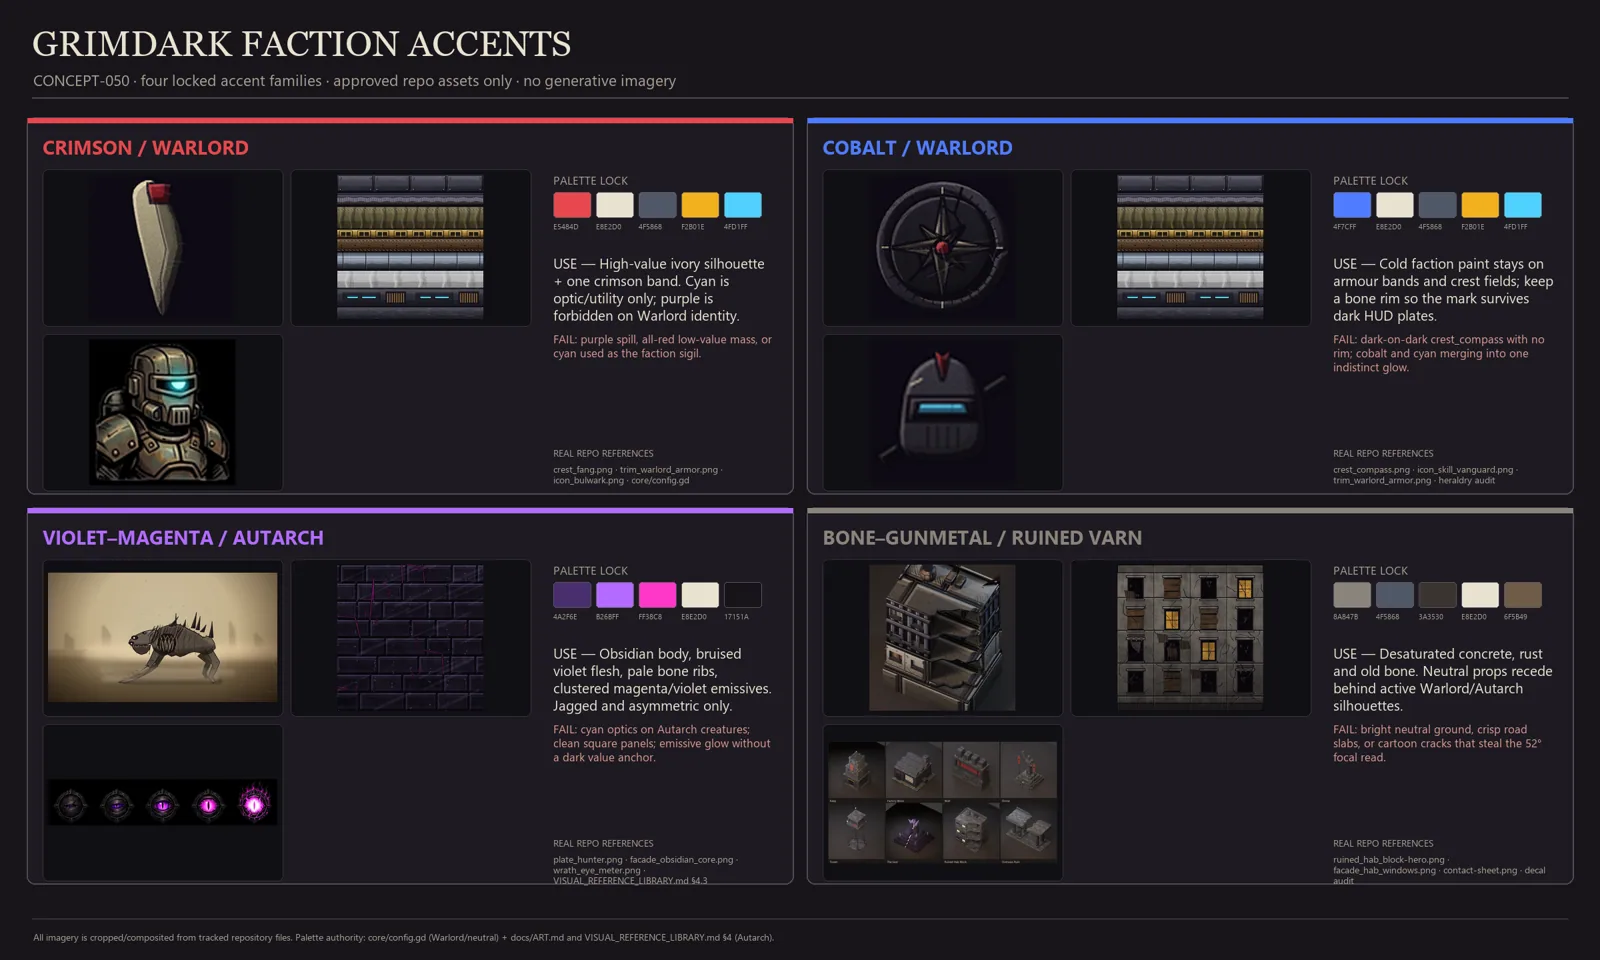 GRIMDARK FACTION ACCENTS
CONCEPT-050 · four locked accent families · approved repo assets only · no generative imagery
CRIMSON / WARLORD
PALETTE LOCK
E5484D E8E2D0 4F5868 F2B01E 4FD1FF
USE — High-value ivory silhouette
+ one crimson band. Cyan is
optic/utility only; purple is
forbidden on Warlord identity.
FAIL: purple spill, all-red low-value mass, or
cyan used as the faction sigil.
REAL REPO REFERENCES
crest_fang.png · trim_warlord_armor.png ·
icon_bulwark.png · core/config.gd
COBALT / WARLORD
PALETTE LOCK
4F7CFF E8E2D0 4F5868 F2B01E 4FD1FF
USE — Cold faction paint stays on
armour bands and crest fields; keep
a bone rim so the mark survives
dark HUD plates.
FAIL: dark-on-dark crest_compass with no
rim; cobalt and cyan merging into one
indistinct glow.
REAL REPO REFERENCES
crest_compass.png · icon_skill_vanguard.png ·
trim_warlord_armor.png · heraldry audit
VIOLET–MAGENTA / AUTARCH
PALETTE LOCK
4A2F6E B26BFF FF38C8 E8E2D0 17151A
USE — Obsidian body, bruised
violet flesh, pale bone ribs,
clustered magenta/violet emissives.
Jagged and asymmetric only.
FAIL: cyan optics on Autarch creatures;
clean square panels; emissive glow without
a dark value anchor.
REAL REPO REFERENCES
plate_hunter.png · facade_obsidian_core.png ·
wrath_eye_meter.png ·
VISUAL_REFERENCE_LIBRARY.md §4.3
BONE–GUNMETAL / RUINED VARN
PALETTE LOCK
8A847B 4F5868 3A3530 E8E2D0 6F5B49
USE — Desaturated concrete, rust
and old bone. Neutral props recede
behind active Warlord/Autarch
silhouettes.
FAIL: bright neutral ground, crisp road
slabs, or cartoon cracks that steal the 52°
focal read.
REAL REPO REFERENCES
ruined_hab_block-hero.png ·
facade_hab_windows.png · contact-sheet.png · decal
audit
All imagery is cropped/composited from tracked repository files. Palette authority: core/config.gd (Warlord/neutral) + docs/ART.md and VISUAL_REFERENCE_LIBRARY.md §4 (Autarch).